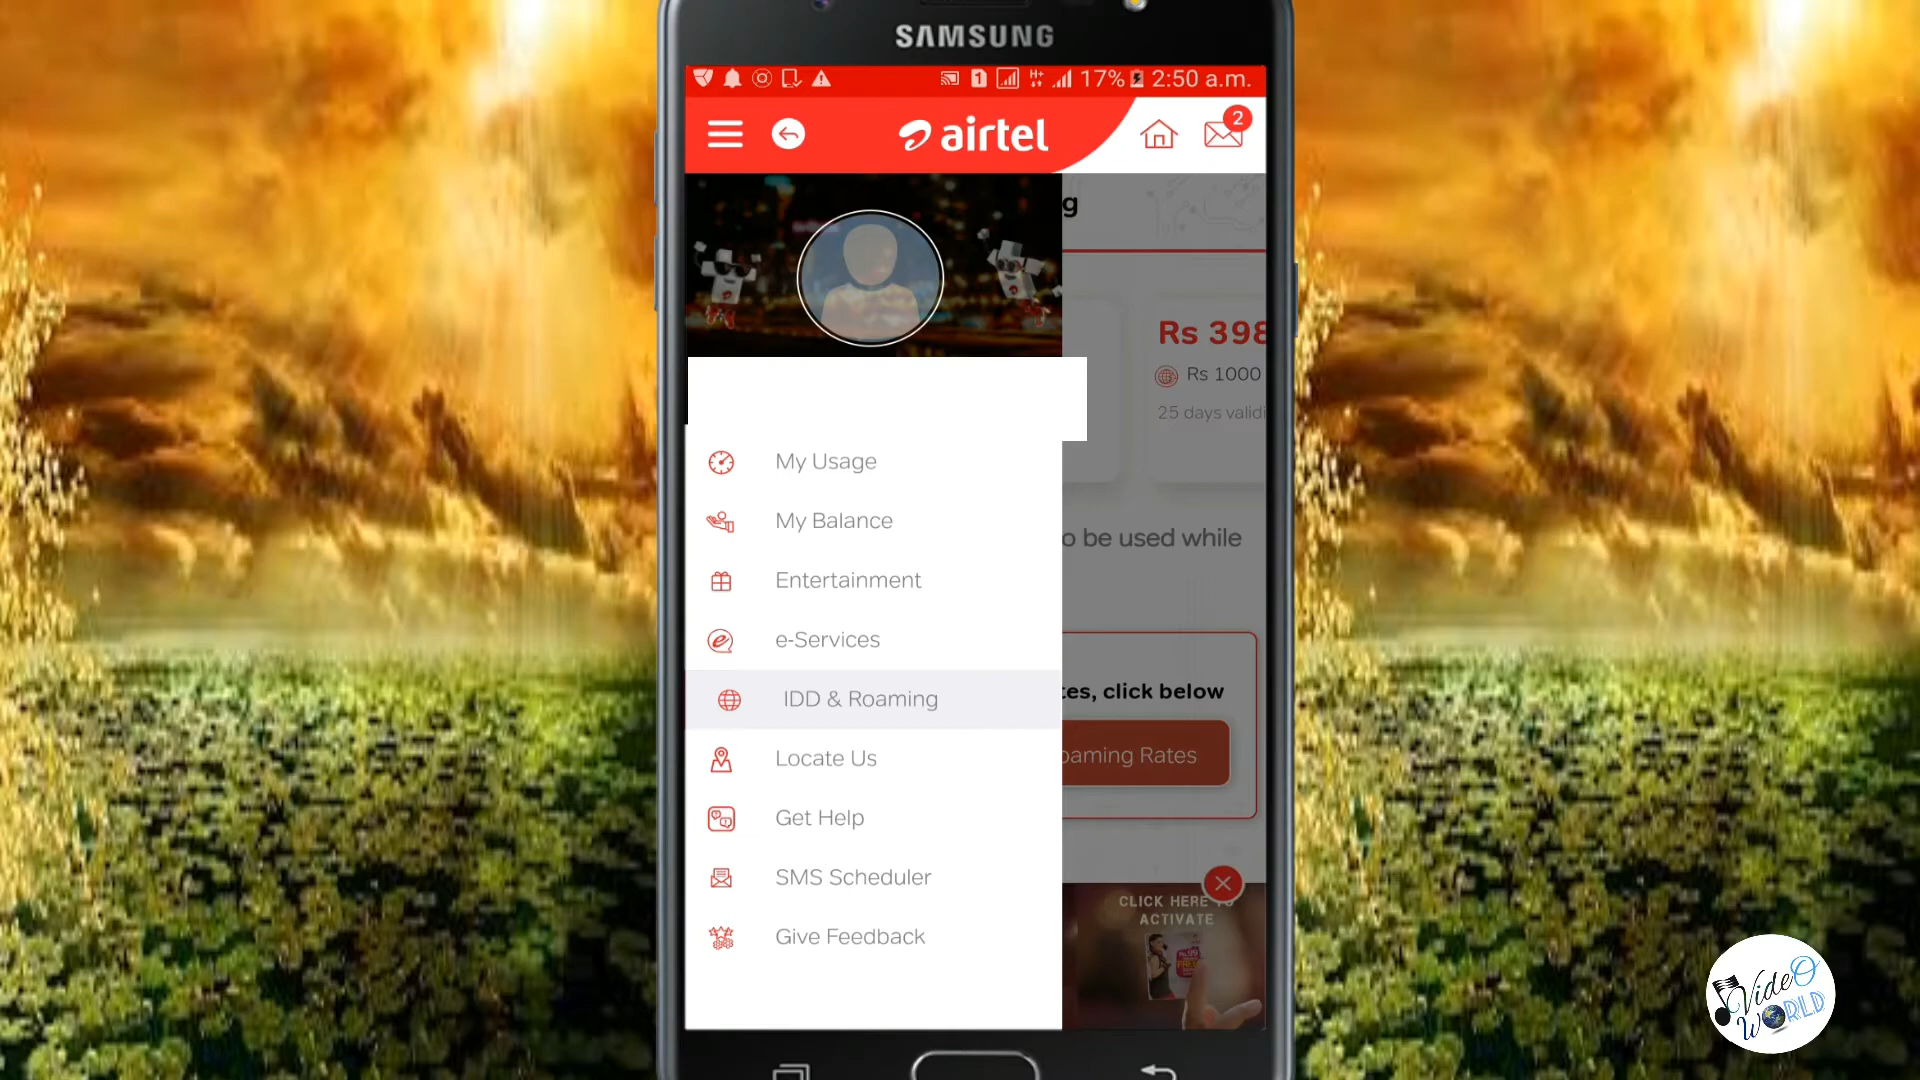 SAMSUNG
1 H+ 17% 2:50 a.m.
airtel
2
g
Rs 398
Rs 1000
25 days validi
My Usage
My Balance
o be used while
Entertainment
e-Services
IDD & Roaming
tes, click below
Locate Us
oaming Rates
Get Help
SMS Scheduler
CLICK HERE TO
ACTIVATE
Give Feedback
VideO
WORLD